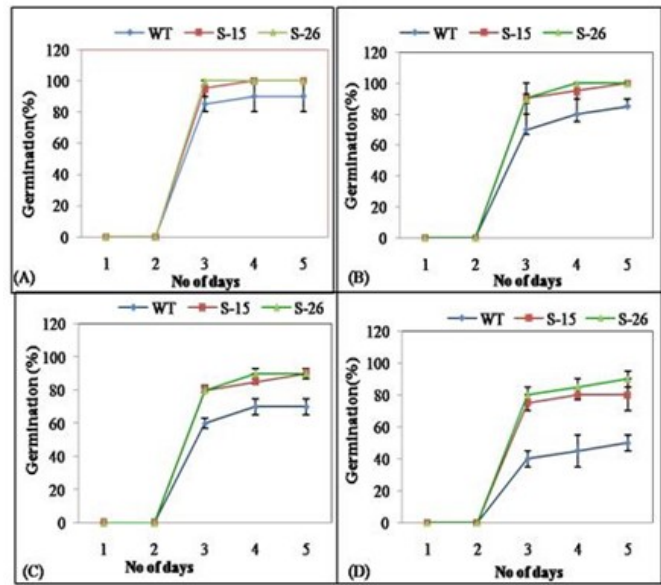 WT S-15 S-26
Germination(%)
120
100
80
60
40
20
0
1 2 3 4 5
No of days
(A)
WT S-15 S-26
Germination(%)
120
100
80
60
40
20
0
1 2 3 4 5
No of days
(B)
WT S-15 S-26
Germination(%)
120
100
80
60
40
20
0
1 2 3 4 5
No of days
(C)
WT S-15 S-26
Germination(%)
120
100
80
60
40
20
0
1 2 3 4 5
No of days
(D)